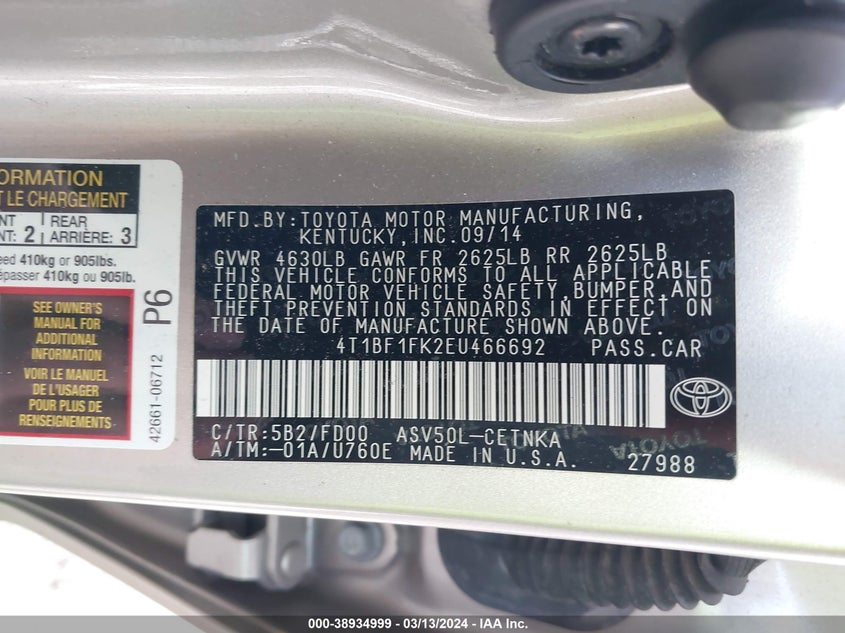 ORMATION
T LE CHARGEMENT
NT REAR
NT: 2 ARRIÈRE: 3
eed 410kg or 905lbs.
épasser 410kg ou 905lb.
SEE OWNER'S
MANUAL FOR
ADDITIONAL
INFORMATION
VOIR LE MANUEL
DE L'USAGER
POUR PLUS DE
RENSEIGNEMENTS
42661-06712 P6
MFD.BY:TOYOTA MOTOR MANUFACTURING,
KENTUCKY,INC.09/14
GVWR 4630LB GAWR FR 2625LB RR 2625LB
THIS VEHICLE CONFORMS TO ALL APPLICABLE
FEDERAL MOTOR VEHICLE SAFETY,BUMPER,AND
THEFT PREVENTION STANDARDS IN EFFECT ON
THE DATE OF MANUFACTURE SHOWN ABOVE.
4T1BF1FK2EU466692 PASS.CAR
C/TR:5B27/FD00 ASV50L-CETNKA
A/TM:-01A/U760E MADE IN U.S.A. 27988
000-38934999 / 03/13/2024 - IAA, Inc.